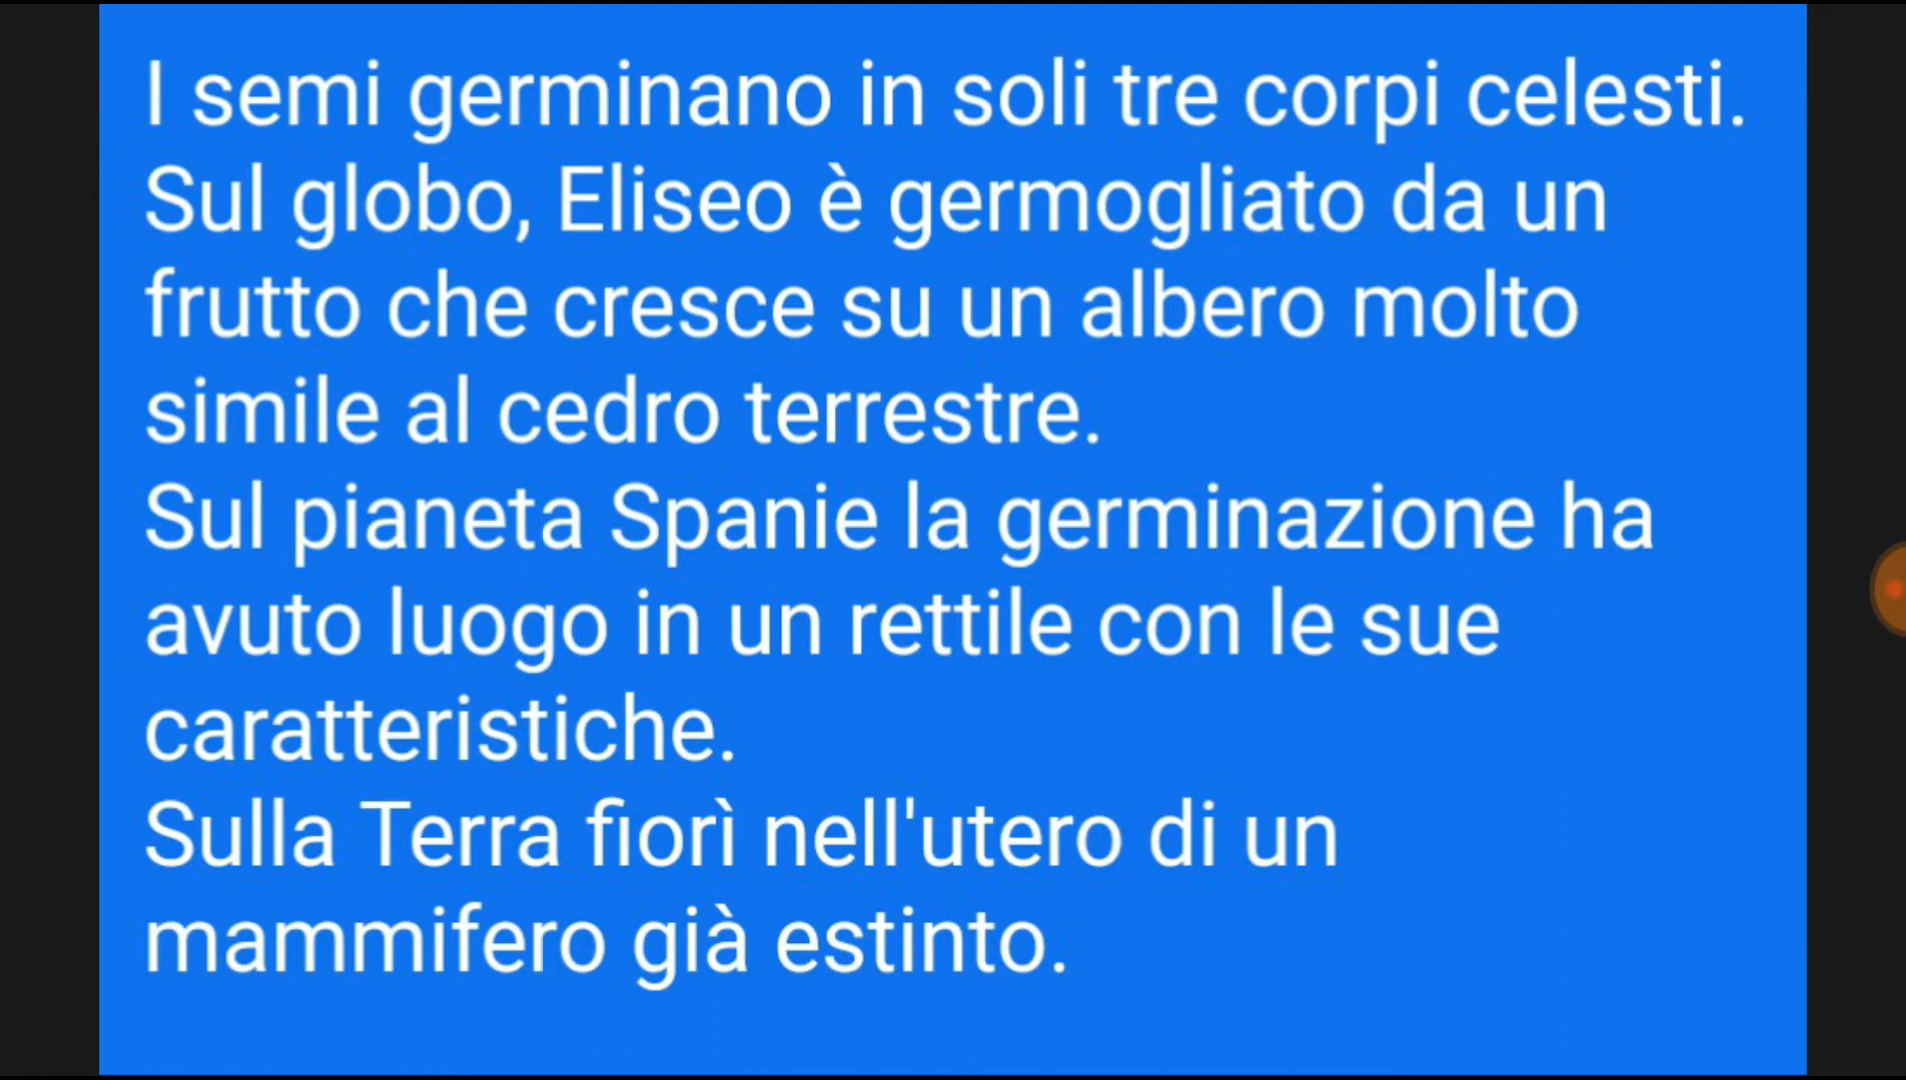 I semi germinano in soli tre corpi celesti.
Sul globo, Eliseo è germogliato da un
frutto che cresce su un albero molto
simile al cedro terrestre.
Sul pianeta Spanie la germinazione ha
avuto luogo in un rettile con le sue
caratteristiche.
Sulla Terra fiorì nell'utero di un
mammifero già estinto.